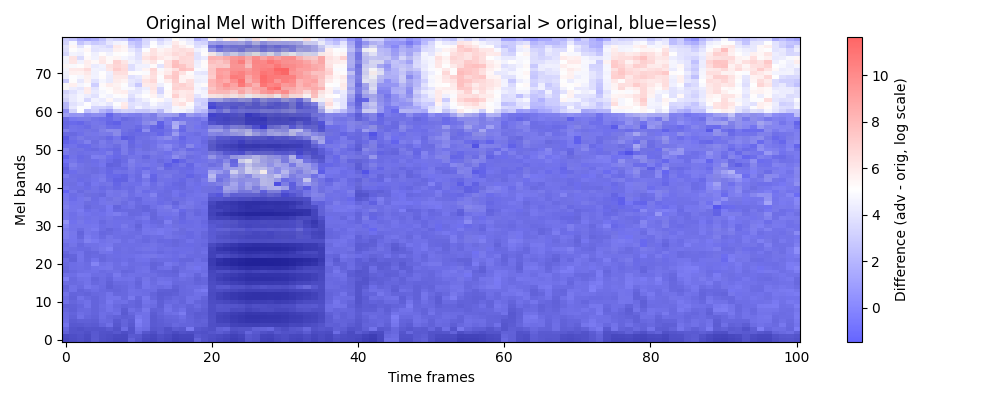 Original Mel with Differences (red=adversarial > original, blue=less)
70
60
50
40
30
20
10
0
Mel bands
0 20 40 60 80 100
Time frames
10
8
6
4
2
0
Difference (adv - orig, log scale)